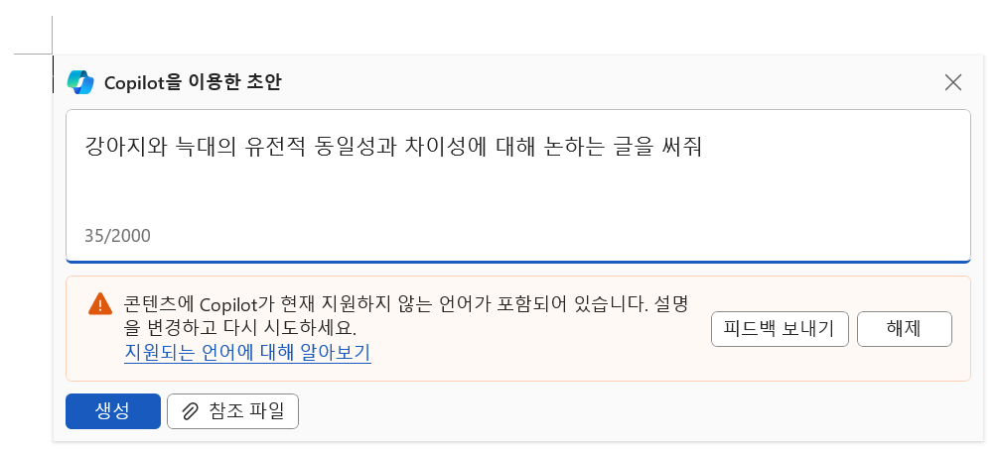 Copilot을 이용한 초안
강아지와 늑대의 유전적 동일성과 차이성에 대해 논하는 글을 써줘
35/2000
콘텐츠에 Copilot가 현재 지원하지 않는 언어가 포함되어 있습니다. 설명
을 변경하고 다시 시도하세요.
지원되는 언어에 대해 알아보기
피드백 보내기
해제
생성
참조 파일